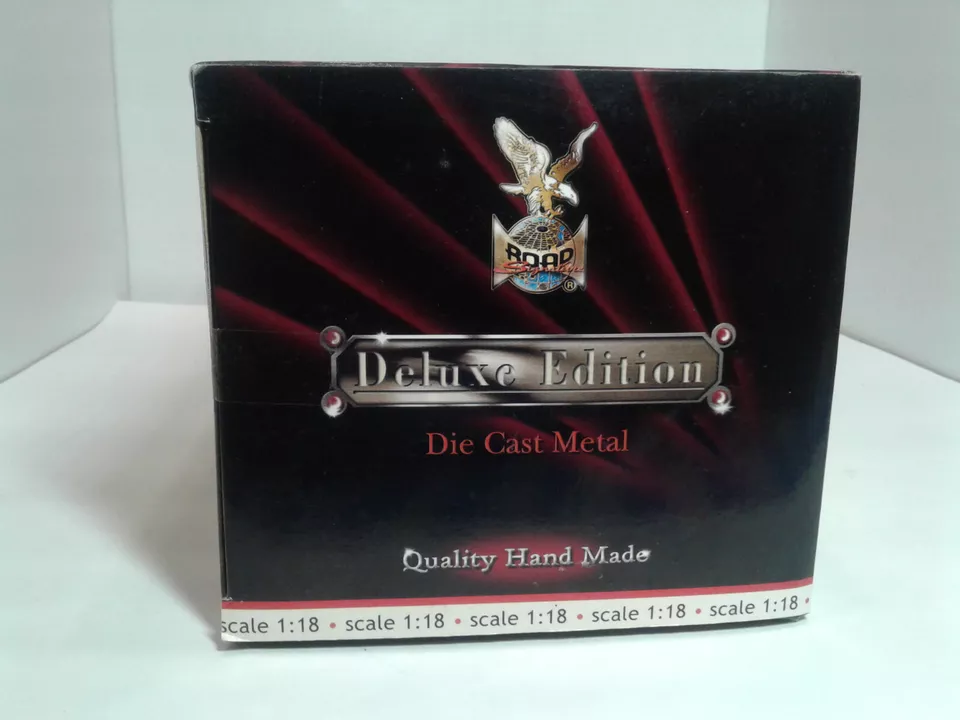 ROAD
Signature
®
Deluxe Edition
Die Cast Metal
Quality Hand Made
scale 1:18 • scale 1:18 • scale 1:18 • scale 1:18 • scale 1:18 •